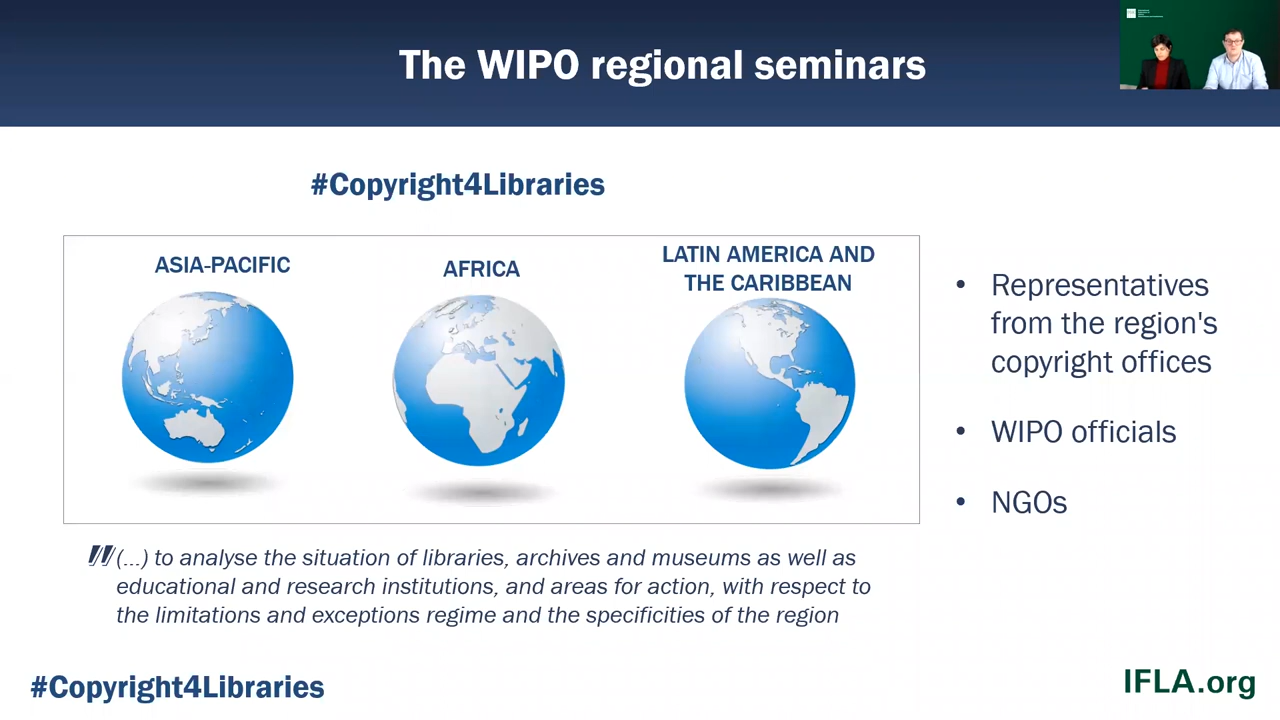 The WIPO regional seminars
#Copyright4Libraries
ASIA-PACIFIC
AFRICA
LATIN AMERICA AND
THE CARIBBEAN
• Representatives
from the region's
copyright offices
• WIPO officials
• NGOs
"(...) to analyse the situation of libraries, archives and museums as well as
educational and research institutions, and areas for action, with respect to
the limitations and exceptions regime and the specificities of the region
#Copyright4Libraries
IFLA.org